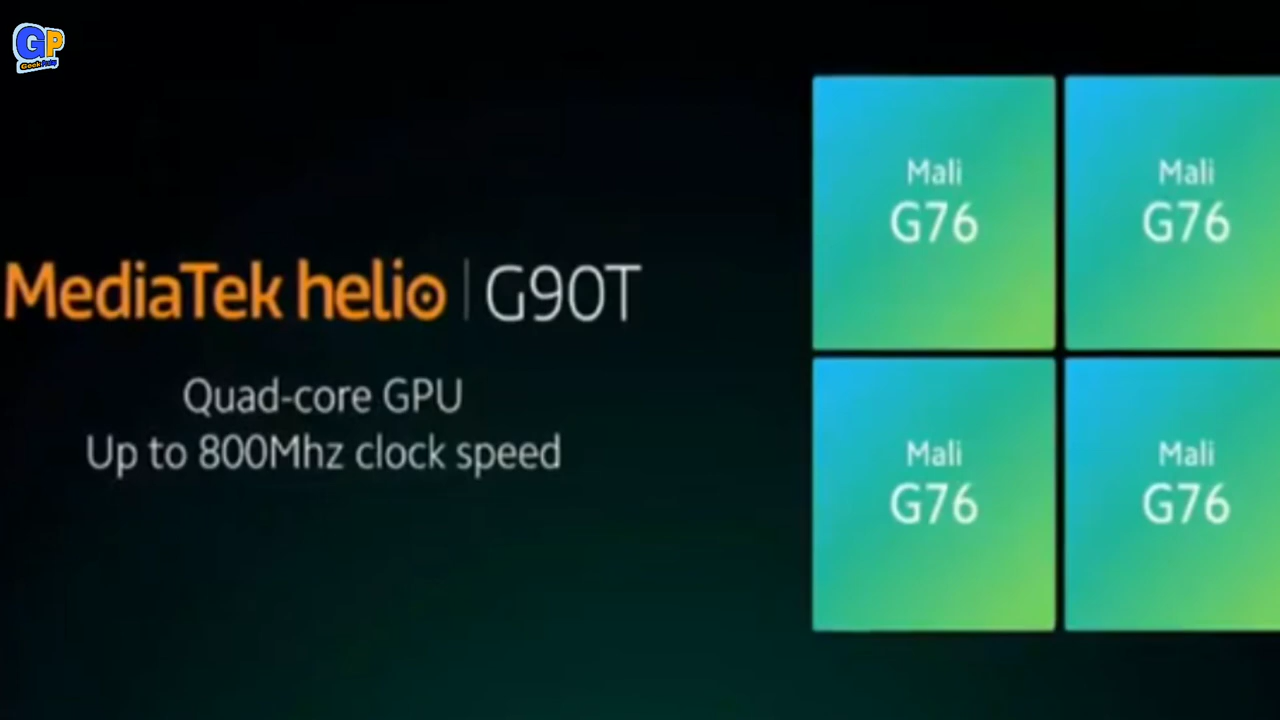 GP
MediaTek helio | G90T
Quad-core GPU
Up to 800Mhz clock speed
Mali
G76
Mali
G76
Mali
G76
Mali
G76